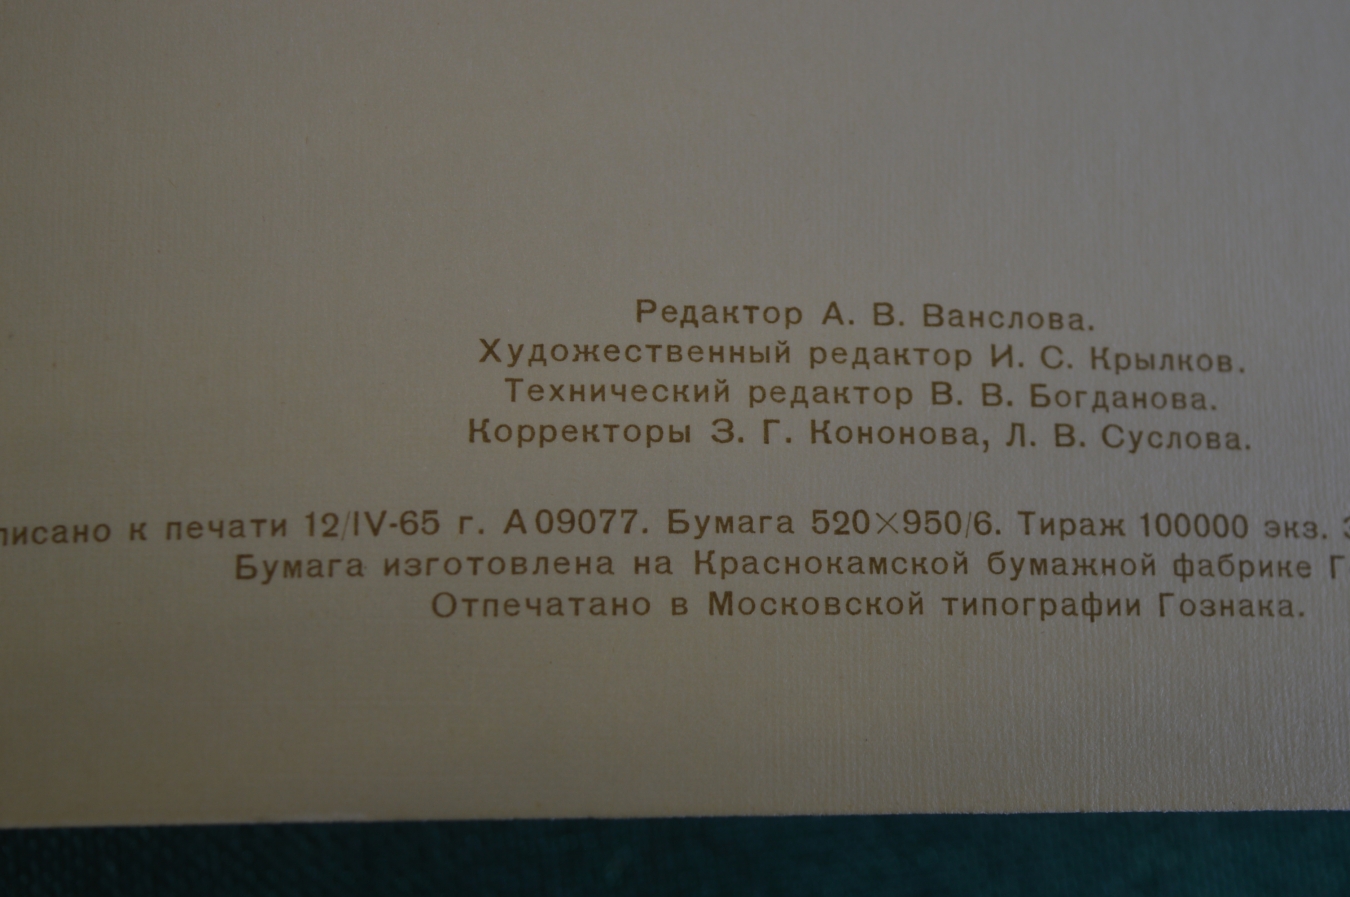 Редактор А. В. Ванслова.
Художественный редактор И. С. Крылков.
Технический редактор В. В. Богданова.
Корректоры З. Г. Кононова, Л. В. Суслова.
писано к печати 12/IV-65 г. А 09077. Бумага 520×950/6. Тираж 100000 экз.
Бумага изготовлена на Краснокамской бумажной фабрике Г
Отпечатано в Московской типографии Гознака.